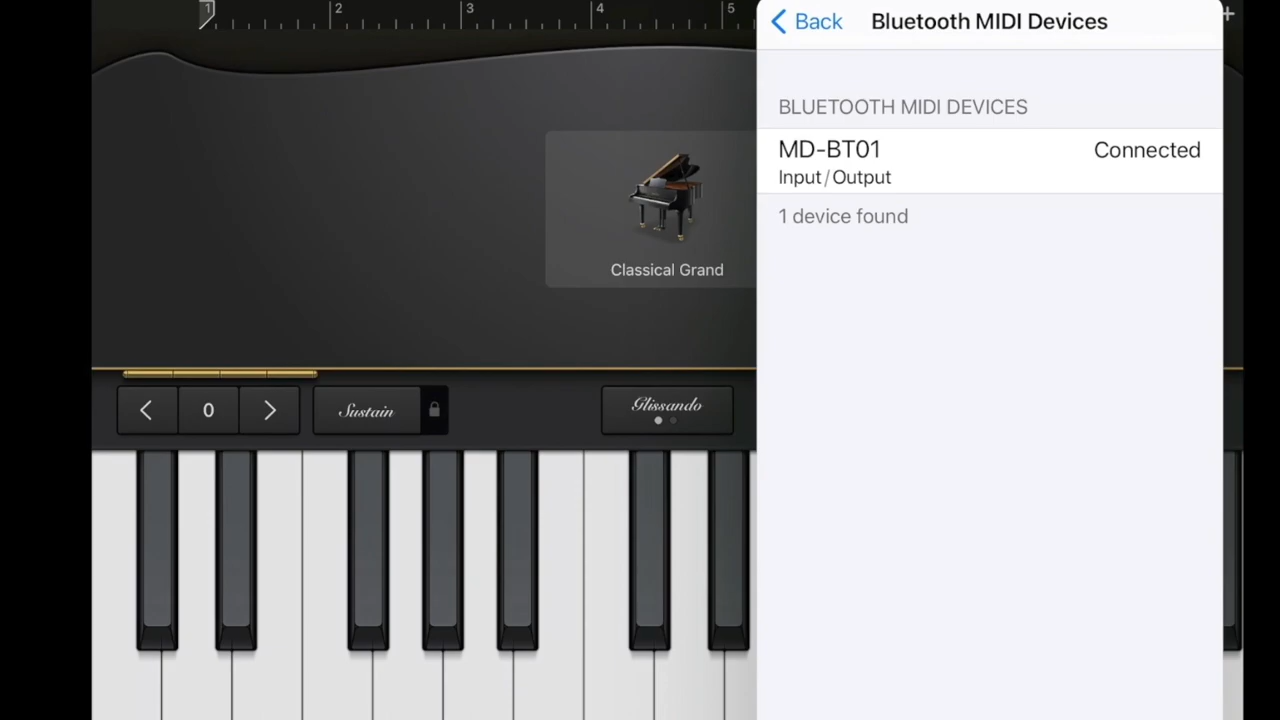 1 2 3 4 5
Back Bluetooth MIDI Devices
BLUETOOTH MIDI DEVICES
MD-BT01 Connected
Input/Output
1 device found
Classical Grand
0 Sustain Glissando